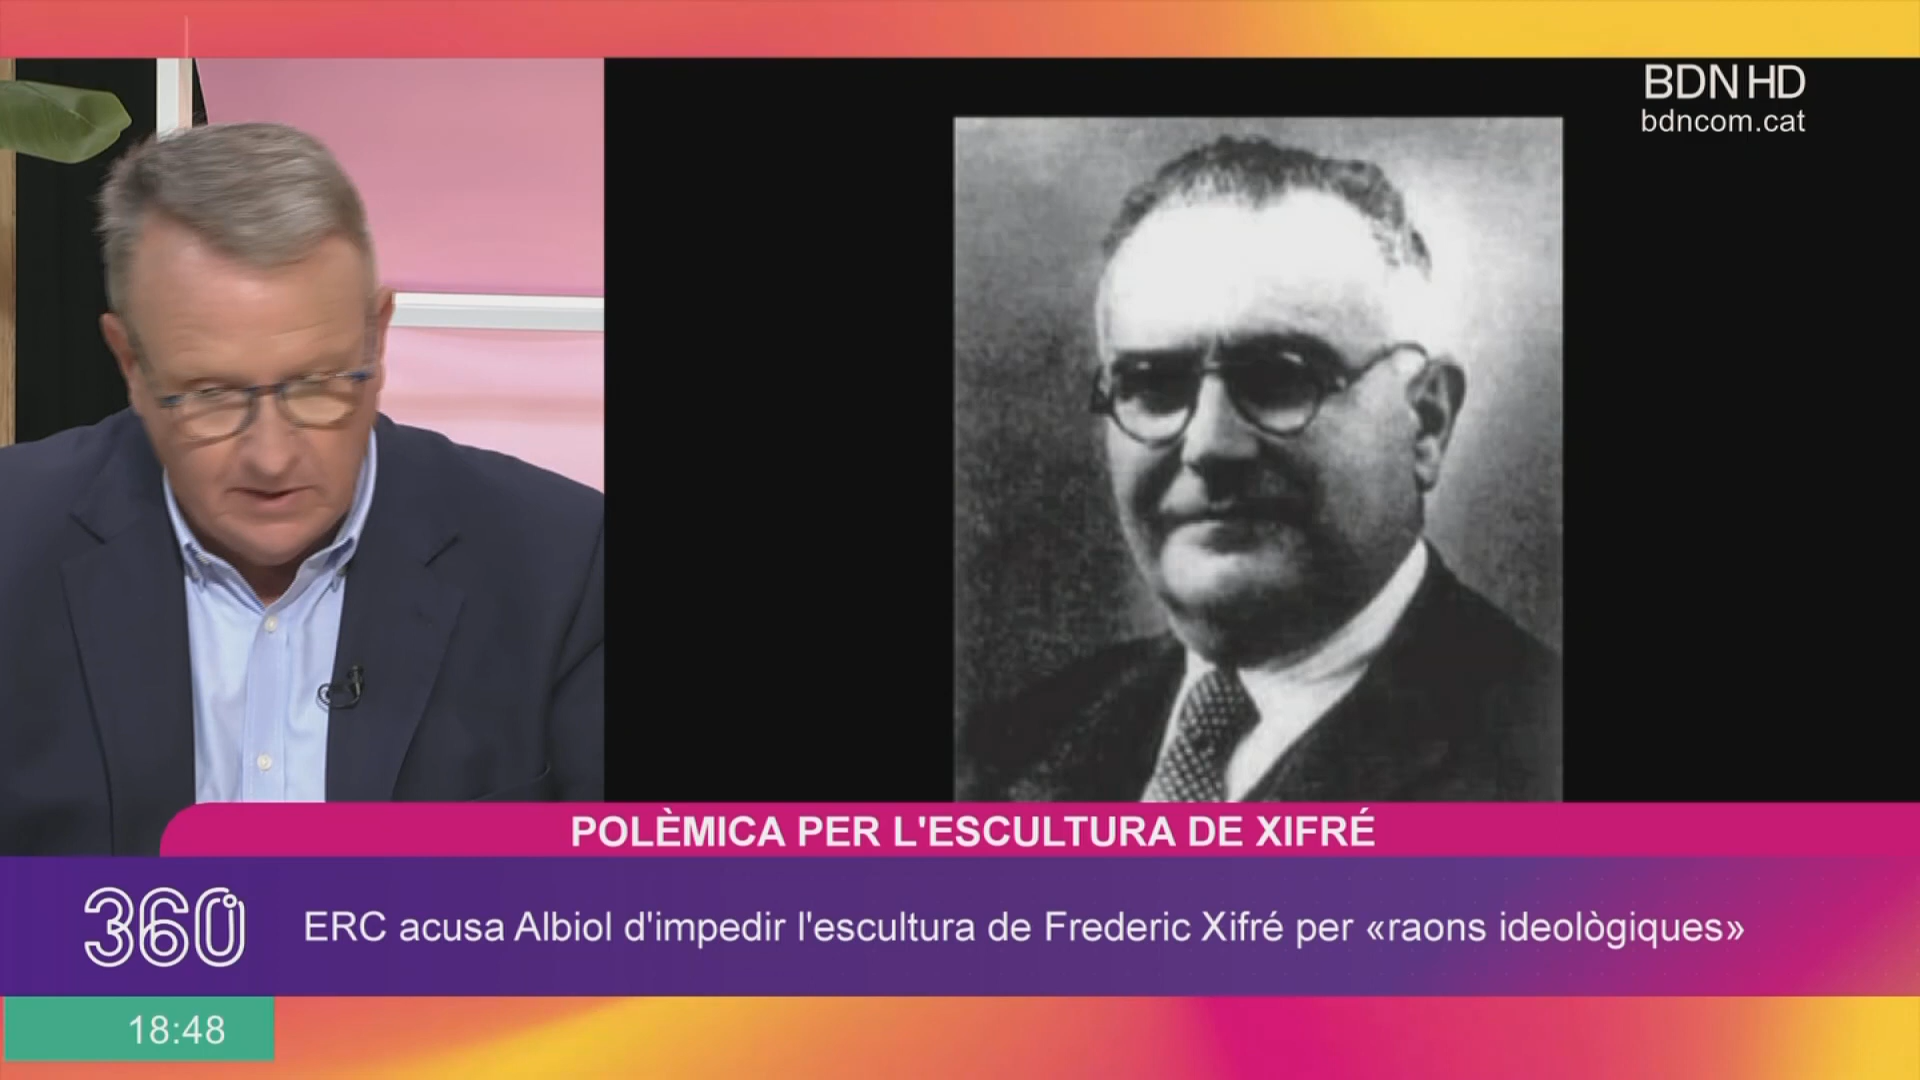 BDN HD
bdncom.cat
POLÈMICA PER L'ESCULTURA DE XIFRÉ
360
ERC acusa Albiol d'impedir l'escultura de Frederic Xifré per «raons ideològiques»
18:48